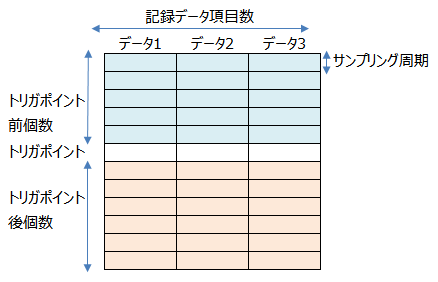 記録データ項目数
データ1 データ2 データ3
サンプリング周期
トリガポイント
前個数
トリガポイント
トリガポイント
後個数